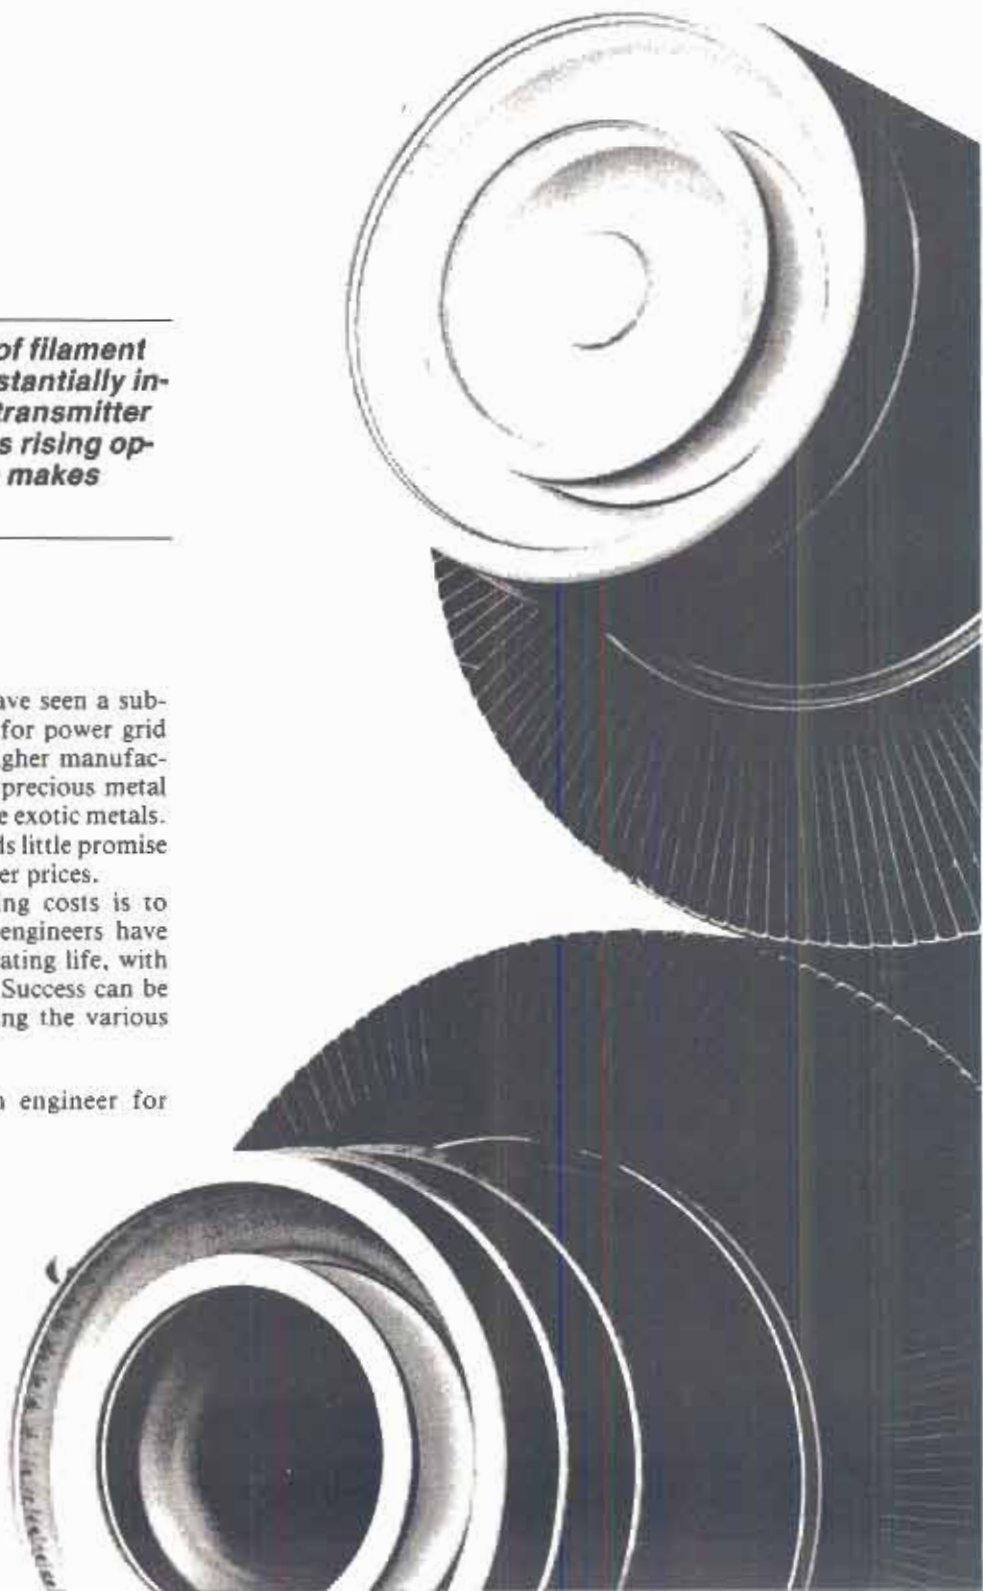 of filament
stantially in-
transmitter
s rising op-
makes
ave seen a sub-
for power grid
gher manufac-
precious metal
e exotic metals.
ds little promise
er prices.
ng costs is to
engineers have
ating life, with
Success can be
ng the various
engineer for